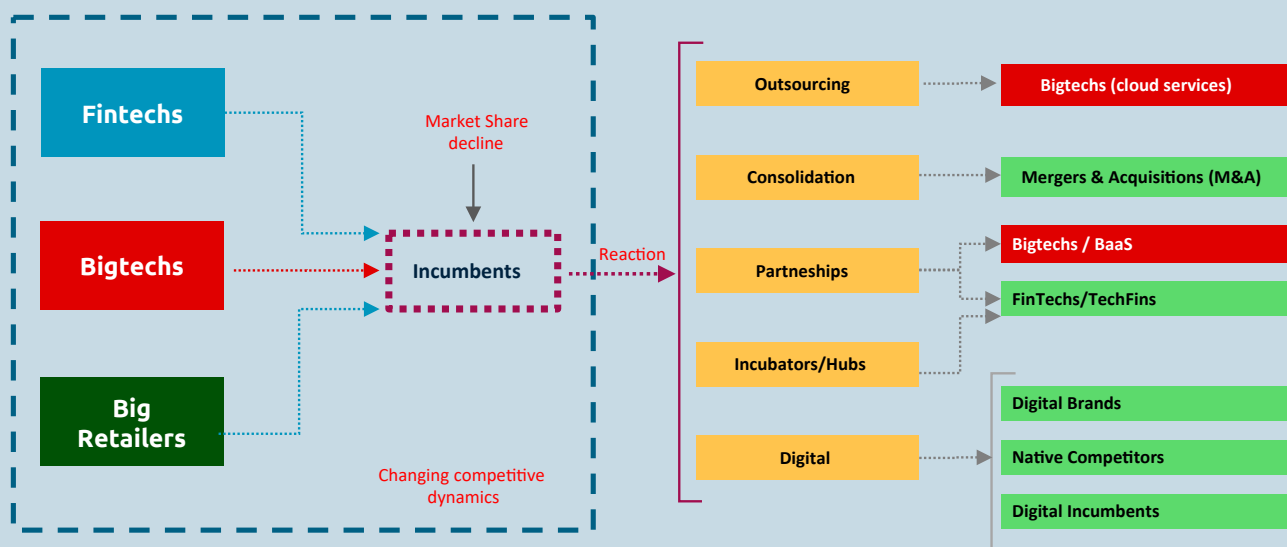 Fintechs
Bigtechs
Big
Retailers
Market Share
decline
Incumbents
Changing competitive
dynamics
Reaction
Outsourcing
Consolidation
Partneships
Incubators/Hubs
Digital
Bigtechs (cloud services)
Mergers & Acquisitions (M&A)
Bigtechs / BaaS
FinTechs/TechFins
Digital Brands
Native Competitors
Digital Incumbents